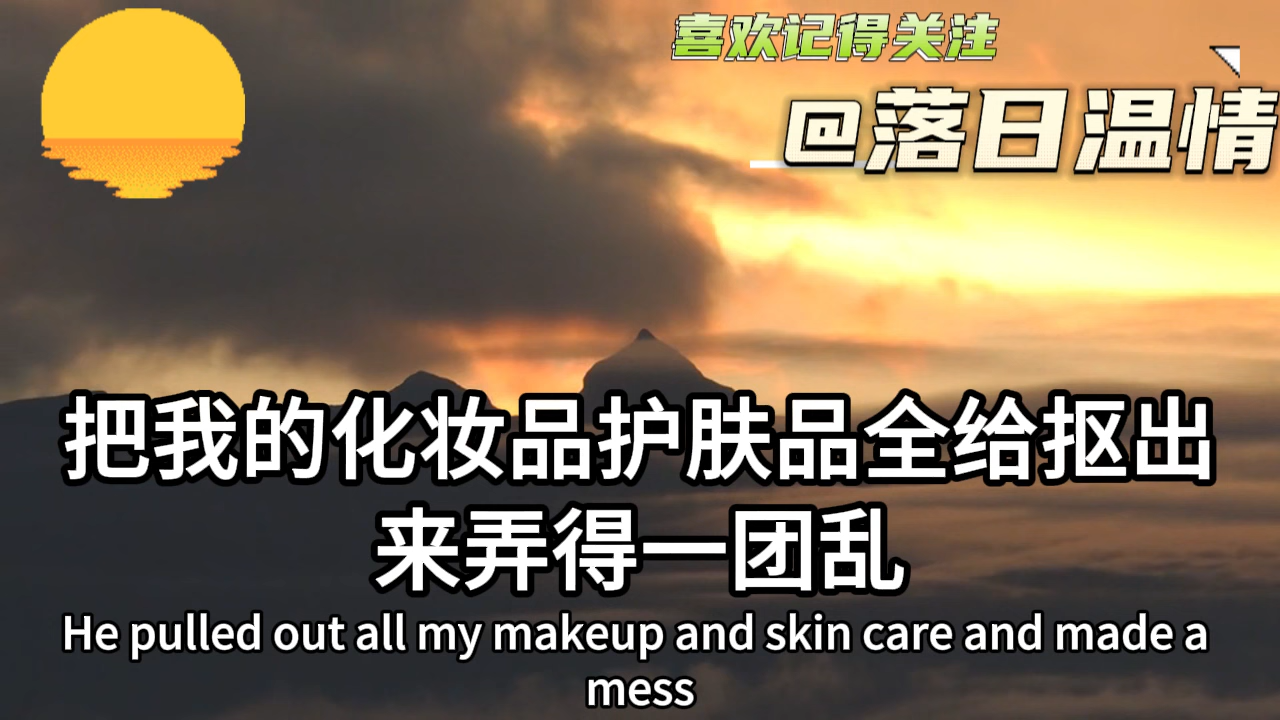 喜欢记得关注
@落日温情
把我的化妆品护肤品全给抠出
来弄得一团乱
He pulled out all my makeup and skin care and made a
mess